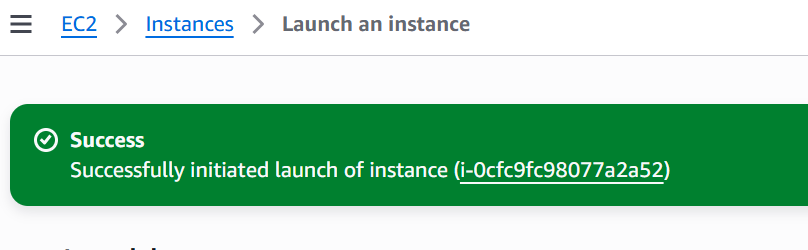 EC2 > Instances > Launch an instance
Success
Successfully initiated launch of instance (i-0cfc9fc98077a2a52)